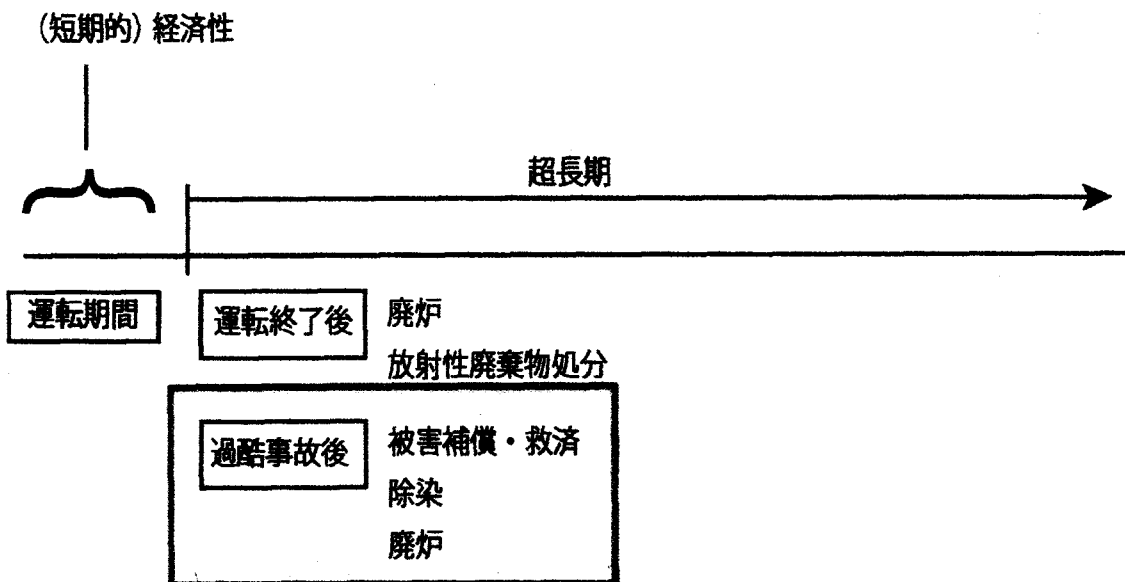 （短期的）経済性
超長期
運転期間
運転終了後
廃炉
放射性廃棄物処分
過酷事故後
被害補償・救済
除染
廃炉